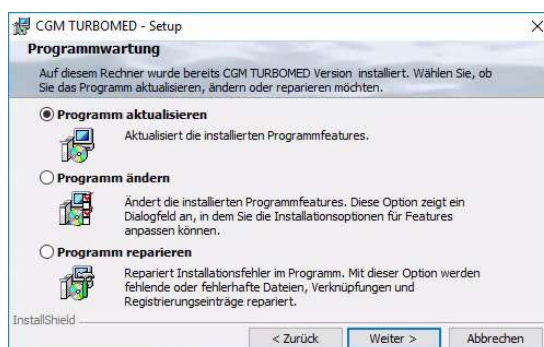 CGM TURBOMED - Setup
Programmwartung
Auf diesem Rechner wurde bereits CGM TURBOMED Version installiert. Wählen Sie, ob
Sie das Programm aktualisieren, ändern oder reparieren möchten.
Programm aktualisieren
Aktualisiert die installierten Programmfeatures.
Programm ändern
Ändert die installierten Programmfeatures. Diese Option zeigt ein
Dialogfeld an, in dem Sie die Installationsoptionen für Features
anpassen können.
Programm reparieren
Repariert Installationsfehler im Programm. Mit dieser Option werden
fehlende oder fehlerhafte Dateien, Verknüpfungen und
Registrierungseinträge repariert.
InstallShield
< Zurück Weiter > Abbrechen